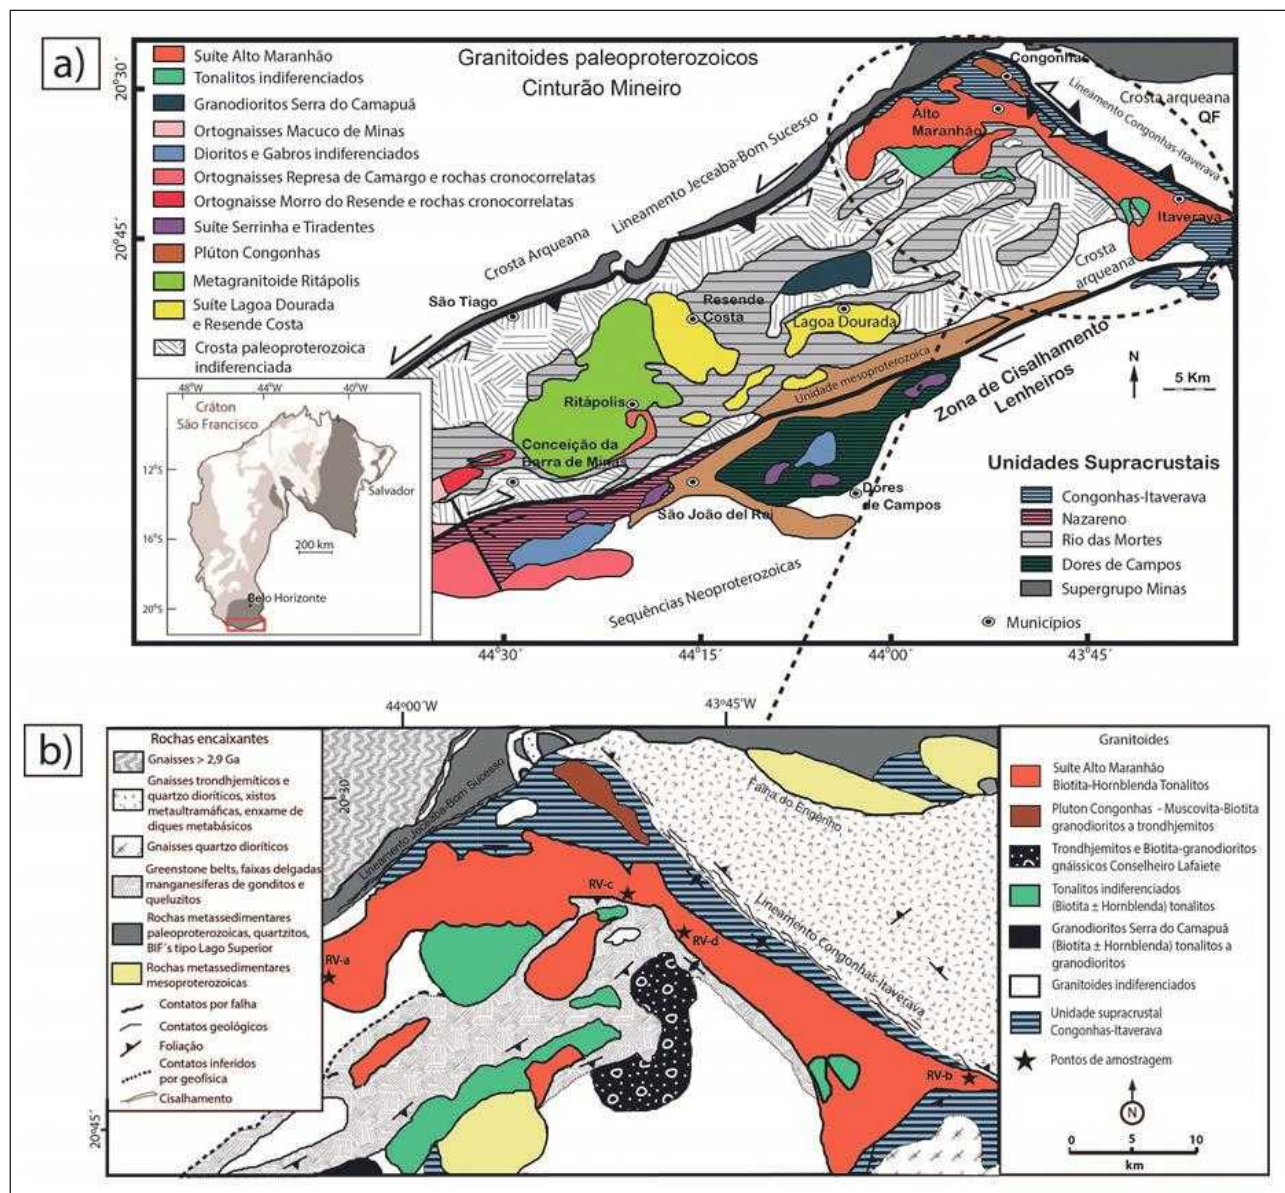 a)
Granitoides paleoproterozoicos
Cinturão Mineiro
Suíte Alto Maranhão
Tonalitos indiferenciados
Granodioritos Serra do Camapuá
Ortognaisses Macuco de Minas
Dioritos e Gabros indiferenciados
Ortognaisses Represa de Camargo e rochas cronocorrelatas
Ortognaisse Morro do Resende e rochas cronocorrelatas
Suíte Serrinha e Tiradentes
Plúton Congonhas
Metagranitoide Ritápolis
Suíte Lagoa Dourada
e Resende Costa
Crosta paleoproterozoica
indiferenciada
20°30´
20°45´
48°W
44°W
40°W
Cráton
São Francisco
12°S
16°S
20°S
Salvador
200 km
Belo Horizonte
Congonhas
Crosta arqueana
QF
Lineamento Congonhas-Itaverava
Alto
Maranhão
Itaverava
Lineamento Jeceaba-Bom Sucesso
Crosta Arqueana
Crosta
arqueana
São Tiago
Resende
Costa
Lagoa Dourada
Unidade mesoproterozoica
Zona de Cisalhamento
Lenheiros
N
5 Km
Ritápolis
Conceição da
Barra de Minas
São João del Rei
Dores
de Campos
Sequências Neoproterozoicas
Unidades Supracrustais
Congonhas-Itaverava
Nazareno
Rio das Mortes
Dores de Campos
Supergrupo Minas
Municípios
44°30´
44°15´
44°00´
43°45´
b)
44°00´W
43°45´W
20°30´
20°45´
Rochas encaixantes
Gnaisses > 2,9 Ga
Gnaisses trondhjemíticos e
quartzo dioríticos, xistos
metaultramáficas, enxame de
diques metabásicos
Gnaisses quartzo dioríticos
Greenstone belts, faixas delgadas
manganesíferas de gonditos e
queluzitos
Rochas metassedimentares
paleoproterozoicas, quartzitos,
BIF´s tipo Lago Superior
Rochas metassedimentares
mesoproterozoicas
Contatos por falha
Contatos geológicos
Foliação
Contatos inferidos
por geofísica
Cisalhamento
Lineamento Jeceaba-Bom Sucesso
Falha do Engenho
Lineamento Congonhas-Itaverava
RV-a
RV-c
RV-d
RV-b
Granitoides
Suíte Alto Maranhão
Biotita-Hornblenda Tonalitos
Pluton Congonhas - Muscovita-Biotita
granodioritos a trondhjemitos
Trondhjemitos e Biotita-granodioritos
gnáissicos Conselheiro Lafaiete
Tonalitos indiferenciados
(Biotita ± Hornblenda) tonalitos
Granodioritos Serra do Camapuá
(Biotita ± Hornblenda) tonalitos a
granodioritos
Granitoides indiferenciados
Unidade supracrustal
Congonhas-Itaverava
Pontos de amostragem
N
0 5 10
km